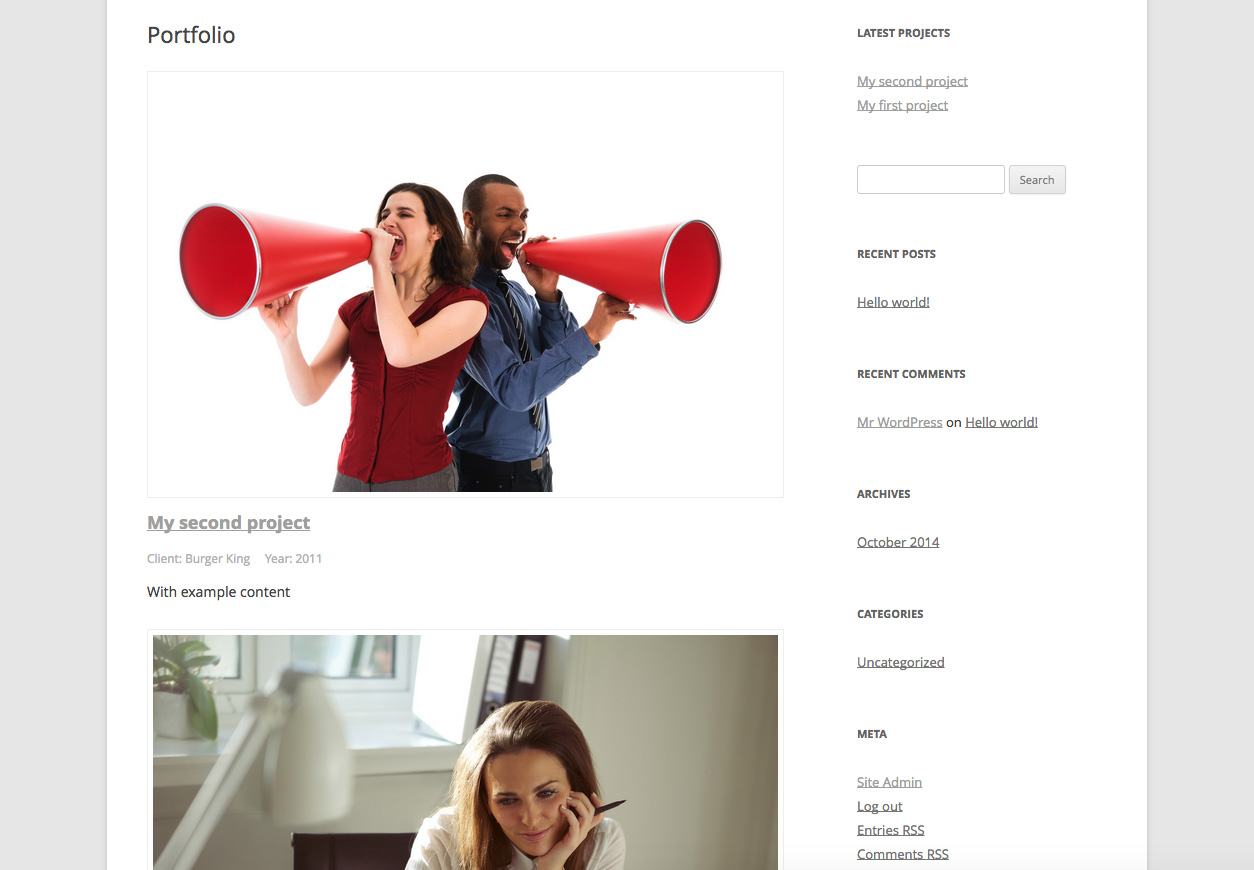 Portfolio
My second project
Client: Burger King Year: 2011
With example content
LATEST PROJECTS
My second project
My first project
Search
RECENT POSTS
Hello world!
RECENT COMMENTS
Mr WordPress on Hello world!
ARCHIVES
October 2014
CATEGORIES
Uncategorized
META
Site Admin
Log out
Entries RSS
Comments RSS